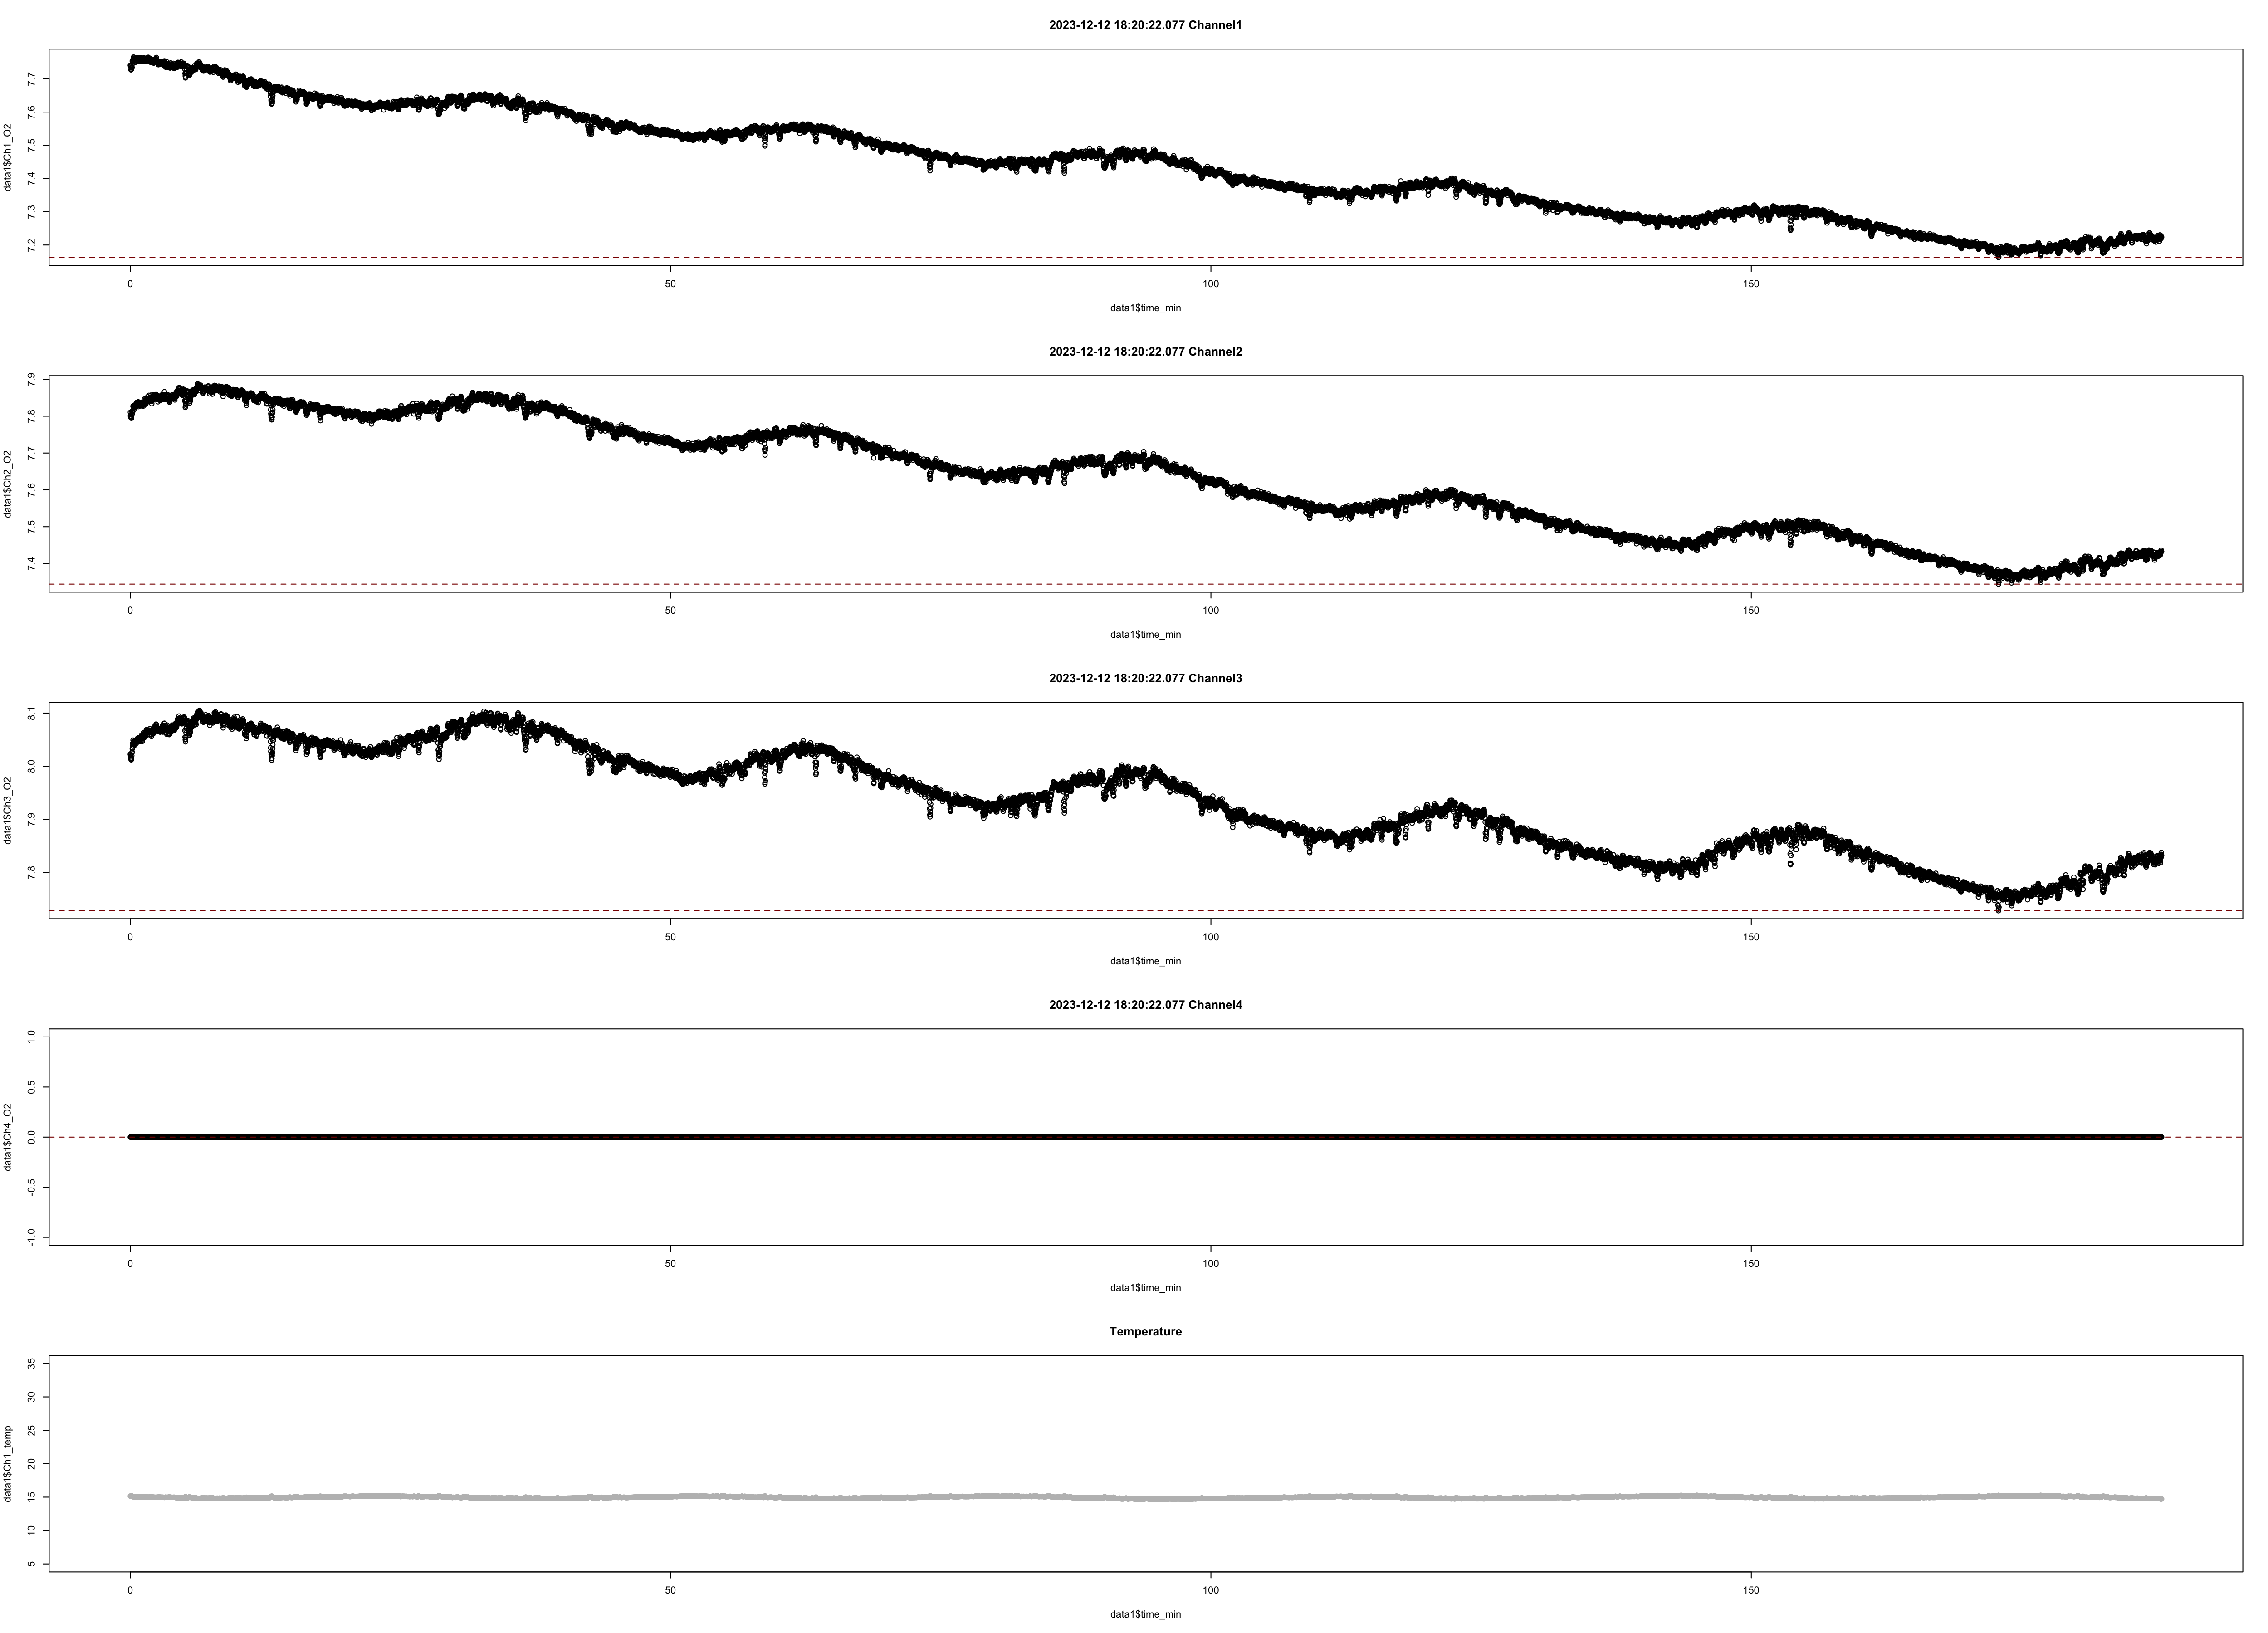 2023-12-12 18:20:22.077 Channel1
data1$Ch1_O2
7.7
7.6
7.5
7.4
7.3
7.2
0 50 100 150
data1$time_min
2023-12-12 18:20:22.077 Channel2
data1$Ch2_O2
7.9
7.8
7.7
7.6
7.5
7.4
0 50 100 150
data1$time_min
2023-12-12 18:20:22.077 Channel3
data1$Ch3_O2
8.1
8.0
7.9
7.8
0 50 100 150
data1$time_min
2023-12-12 18:20:22.077 Channel4
data1$Ch4_O2
1.0
0.5
0.0
-0.5
-1.0
0 50 100 150
data1$time_min
Temperature
data1$Ch1_temp
35
30
25
20
15
10
5
0 50 100 150
data1$time_min